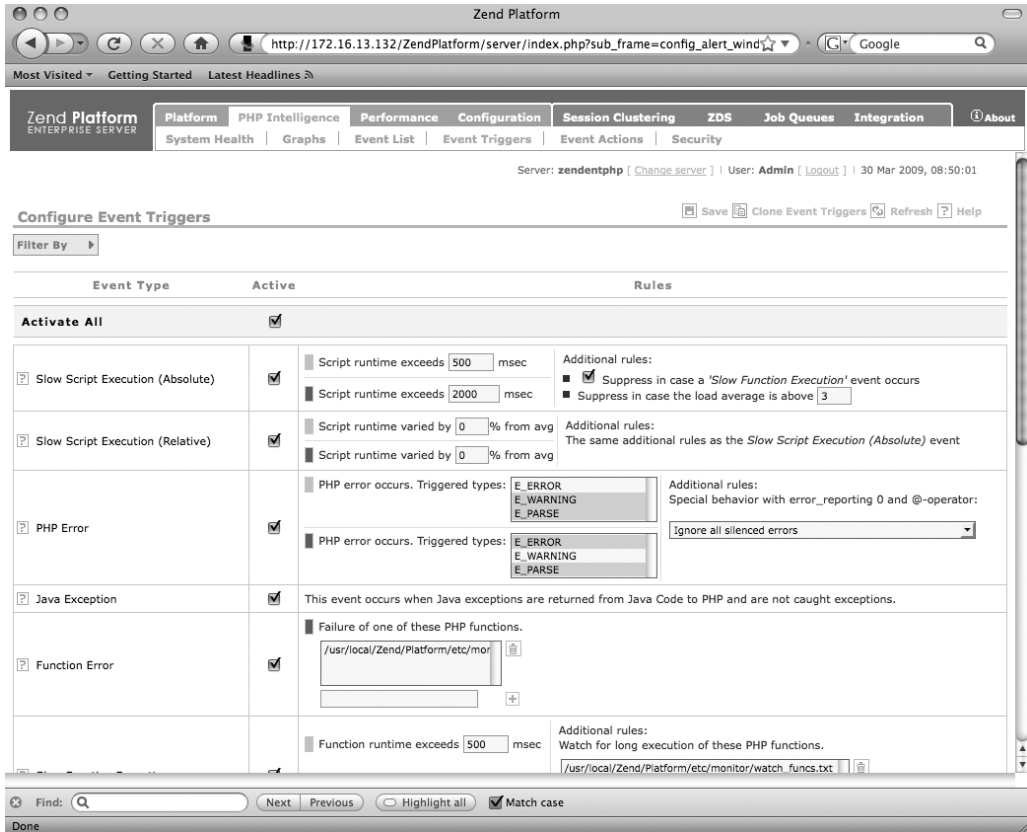 Zend Platform
http://172.16.13.132/ZendPlatform/server/index.php?sub_frame=config_alert_wind
Google
Most Visited Getting Started Latest Headlines
Zend Platform
ENTERPRISE SERVER
Platform PHP Intelligence Performance Configuration Session Clustering ZDS Job Queues Integration About
System Health | Graphs | Event List | Event Triggers | Event Actions | Security
Server: zendentphp [ Change server ] | User: Admin [ Logout ] | 30 Mar 2009, 08:50:01
Configure Event Triggers
Save Clone Event Triggers Refresh ? Help
Filter By
Event Type Active Rules
Activate All
? Slow Script Execution (Absolute)
Script runtime exceeds 500 msec
Script runtime exceeds 2000 msec
Additional rules:
Suppress in case a 'Slow Function Execution' event occurs
Suppress in case the load average is above 3
? Slow Script Execution (Relative)
Script runtime varied by 0 % from avg
Script runtime varied by 0 % from avg
Additional rules:
The same additional rules as the Slow Script Execution (Absolute) event
? PHP Error
PHP error occurs. Triggered types:
E_ERROR
E_WARNING
E_PARSE
PHP error occurs. Triggered types:
E_ERROR
E_WARNING
E_PARSE
Additional rules:
Special behavior with error_reporting 0 and @-operator:
Ignore all silenced errors
? Java Exception
This event occurs when Java exceptions are returned from Java Code to PHP and are not caught exceptions.
? Function Error
Failure of one of these PHP functions.
/usr/local/Zend/Platform/etc/mor
Function runtime exceeds 500 msec
Additional rules:
Watch for long execution of these PHP functions.
/usr/local/Zend/Platform/etc/monitor/watch_funcs.txt
Find: Next Previous Highlight all Match case
Done